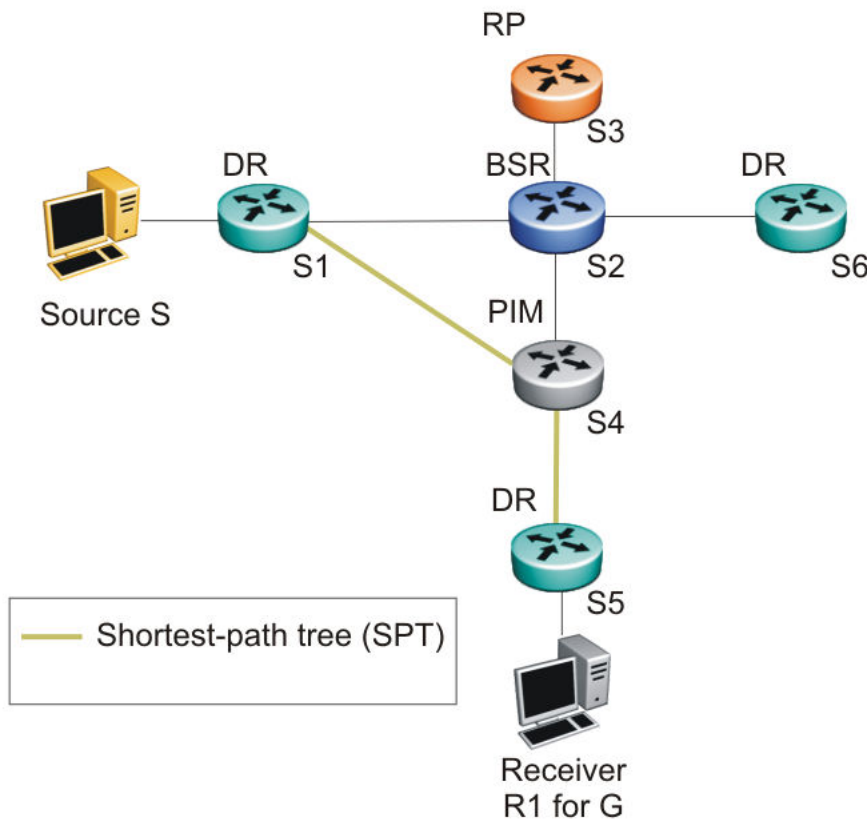 RP
S3
DR
BSR
DR
S1
S2
S6
Source S
PIM
S4
DR
S5
Shortest-path tree (SPT)
Receiver
R1 for G